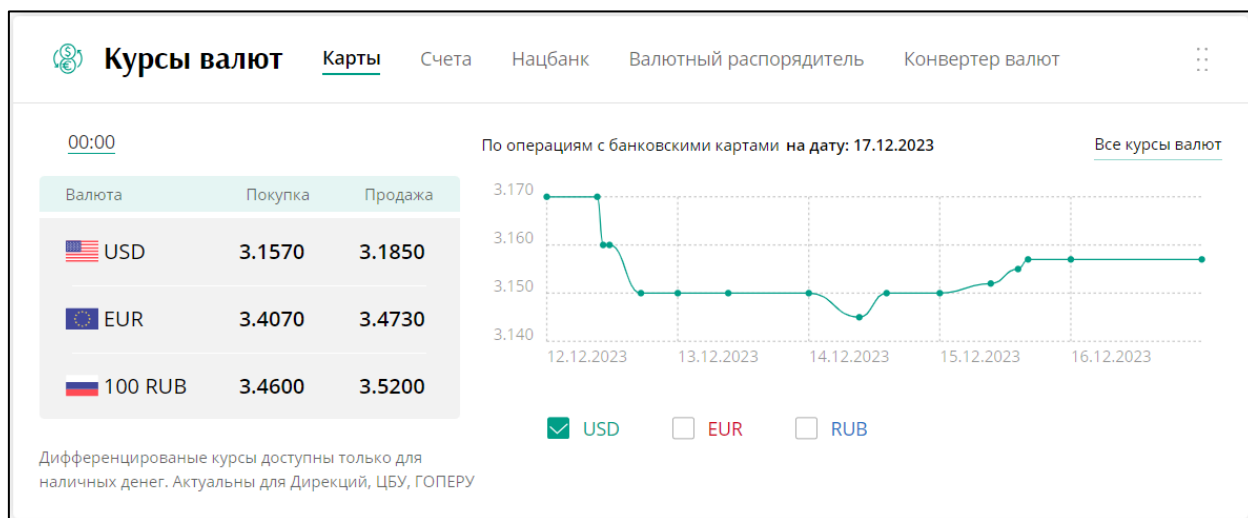 Курсы валют Карты Счета Нацбанк Валютный распорядитель Конвертер валют
00:00
Валюта Покупка Продажа
USD 3.1570 3.1850
EUR 3.4070 3.4730
100 RUB 3.4600 3.5200
Дифференцированые курсы доступны только для
наличных денег. Актуальны для Дирекций, ЦБУ, ГОПЕРУ
По операциям с банковскими картами на дату: 17.12.2023 Все курсы валют
3.170
3.160
3.150
3.140
12.12.2023 13.12.2023 14.12.2023 15.12.2023 16.12.2023
USD EUR RUB